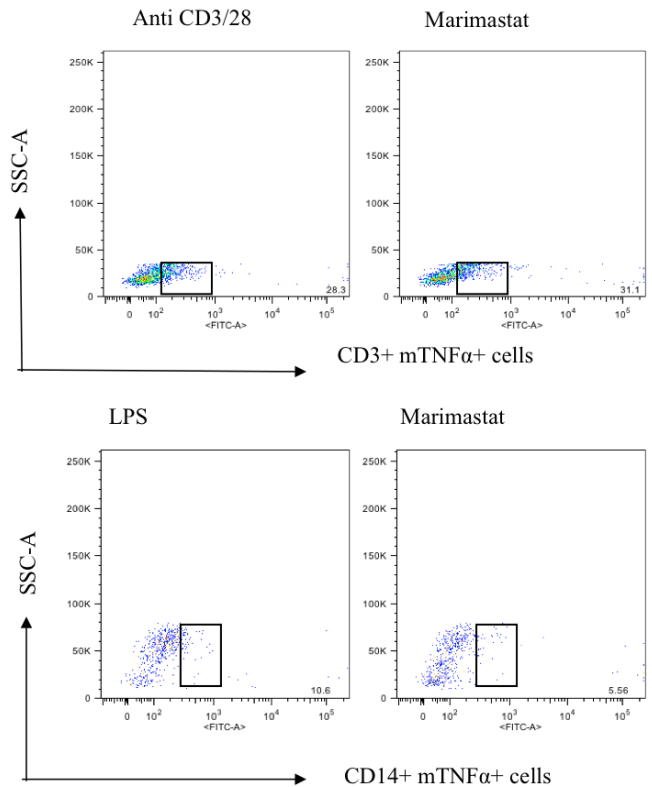 Anti CD3/28 Marimastat
250K 250K
200K 200K
SSC-A
150K 150K
100K 100K
50K 50K
28.3 31.1
0 0
0 10² 10³ 10⁴ 10⁵ 0 10² 10³ 10⁴ 10⁵
<FITC-A> <FITC-A>
CD3+ mTNFα+ cells
LPS Marimastat
250K 250K
200K 200K
SSC-A
150K 150K
100K 100K
50K 50K
10.6 5.56
0 0
0 10² 10³ 10⁴ 10⁵ 0 10² 10³ 10⁴ 10⁵
<FITC-A> <FITC-A>
CD14+ mTNFα+ cells